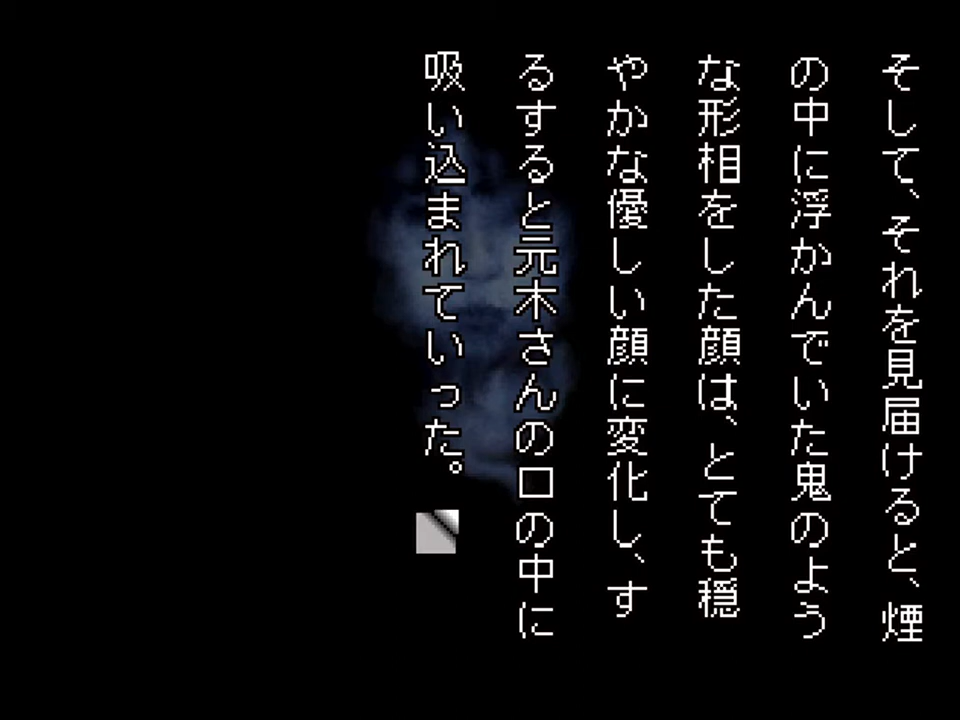 そして、それを見届けると、煙
の中に浮かんでいた鬼のよう
な形相をした顔は、とても穏
やかな優しい顔に変化し、す
るすると元木さんの口の中に
吸い込まれていった。